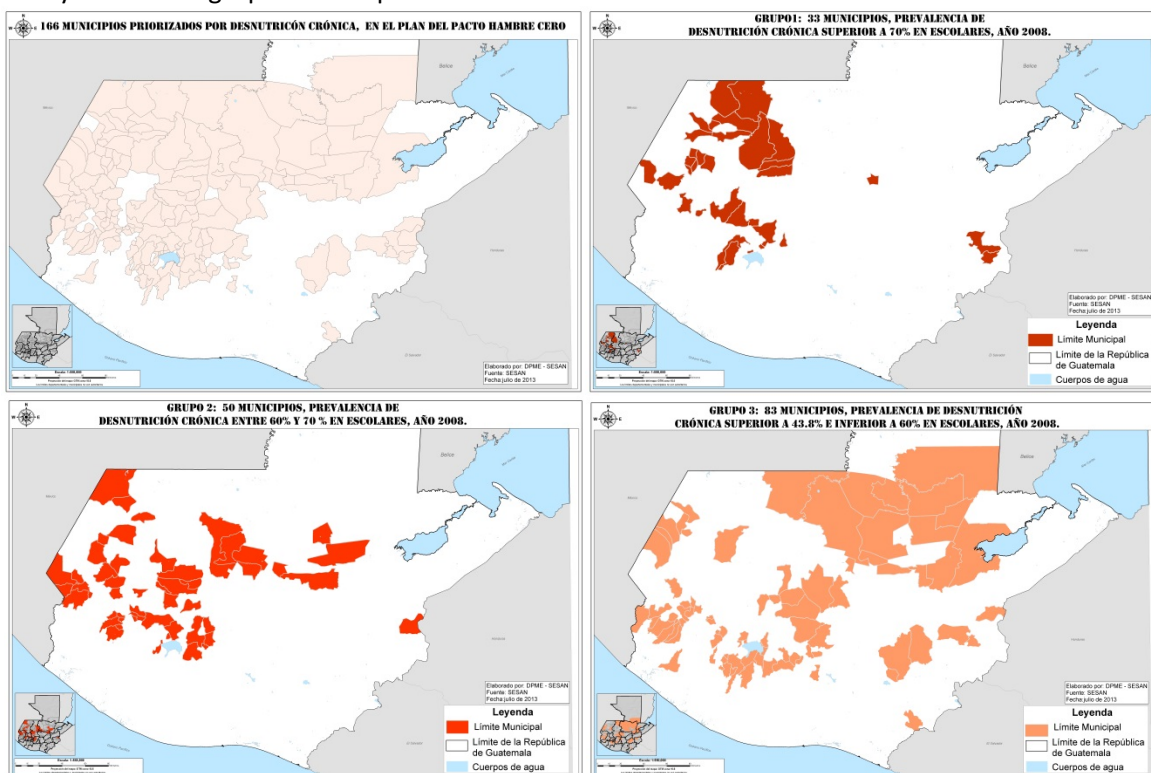 166 MUNICIPIOS PRIORIZADOS POR DESNUTRICÓN CRÓNICA, EN EL PLAN DEL PACTO HAMBRE CERO
Belice
Elaborado por: DPME - SESAN
Fuente: SESAN
Fecha:julio de 2013
GRUPO1: 33 MUNICIPIOS, PREVALENCIA DE
DESNUTRICIÓN CRÓNICA SUPERIOR A 70% EN ESCOLARES, AÑO 2008.
Belice
Elaborado por: DPME - SESAN
Fuente: SESAN
Fecha:julio de 2013
Leyenda
Límite Municipal
Límite de la República
de Guatemala
Cuerpos de agua
GRUPO 2: 50 MUNICIPIOS, PREVALENCIA DE
DESNUTRICIÓN CRÓNICA ENTRE 60% Y 70 % EN ESCOLARES, AÑO 2008.
Belice
Elaborado por: DPME - SESAN
Fuente: SESAN
Fecha:julio de 2013
Leyenda
Límite Municipal
Límite de la República
de Guatemala
Cuerpos de agua
GRUPO 3: 83 MUNICIPIOS, PREVALENCIA DE DESNUTRICIÓN
CRÓNICA SUPERIOR A 43.8% E INFERIOR A 60% EN ESCOLARES, AÑO 2008.
Belice
Elaborado por: DPME - SESAN
Fuente: SESAN
Fecha:julio de 2013
Leyenda
Límite Municipal
Límite de la República
de Guatemala
Cuerpos de agua